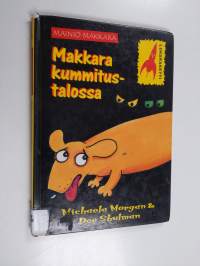 MAINIO MAKKARA
Makkara
kummitus-
talossa
Michaela Morgan &
Dee Shulman